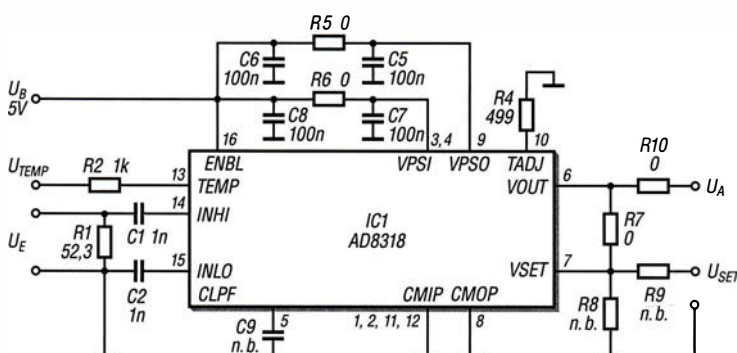 R5 0
C6
100n
C5
100n
R6 0
U_B
5V
C8
100n
C7
100n
R4
499
16
3,4
9
10
R10
0
ENBL
VPSI
VPSO
TADJ
U_TEMP
R2 1k
13
TEMP
VOUT
6
U_A
14
INHI
R1
52,3
C1 1n
IC1
AD8318
R7
0
U_E
15
INLO
VSET
7
U_SET
C2
1n
CLPF
CMIP
CMOP
R8
n.b.
R9
n.b.
C9
n.b.
5
1, 2, 11, 12
8